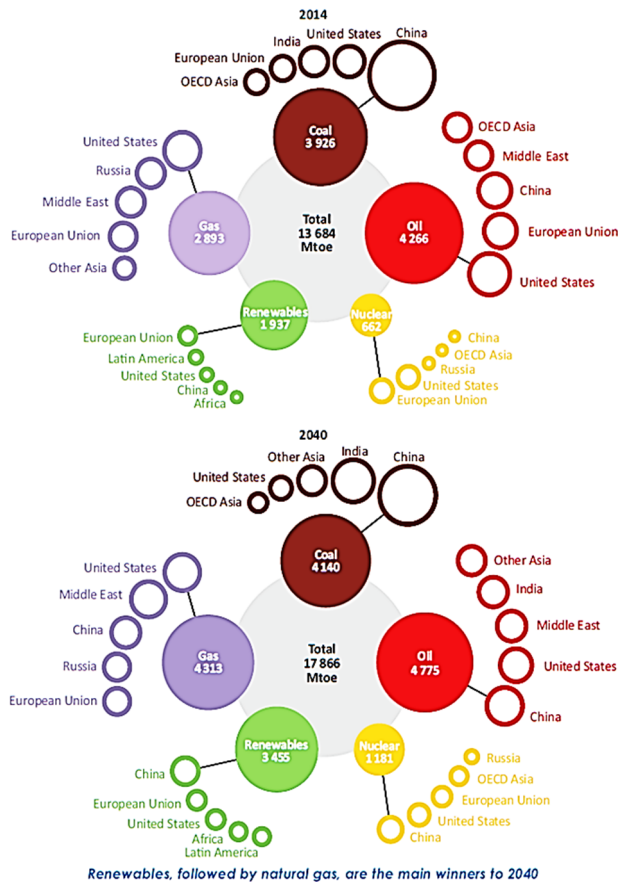 2014
United States
China
India
European Union
OECD Asia
Coal
3 926
United States
Russia
Middle East
European Union
Other Asia
Gas
2 893
Total
13 684
Mtoe
Oil
4 266
OECD Asia
Middle East
China
European Union
United States
Renewables
1 937
Nuclear
662
European Union
Latin America
United States
China
Africa
China
OECD Asia
Russia
United States
European Union
2040
India
Other Asia
China
United States
OECD Asia
Coal
4 140
United States
Middle East
China
Russia
European Union
Gas
4 313
Total
17 866
Mtoe
Oil
4 775
Other Asia
India
Middle East
United States
China
Renewables
3 455
Nuclear
1 181
China
European Union
United States
Africa
Latin America
Russia
OECD Asia
European Union
United States
China
Renewables, followed by natural gas, are the main winners to 2040